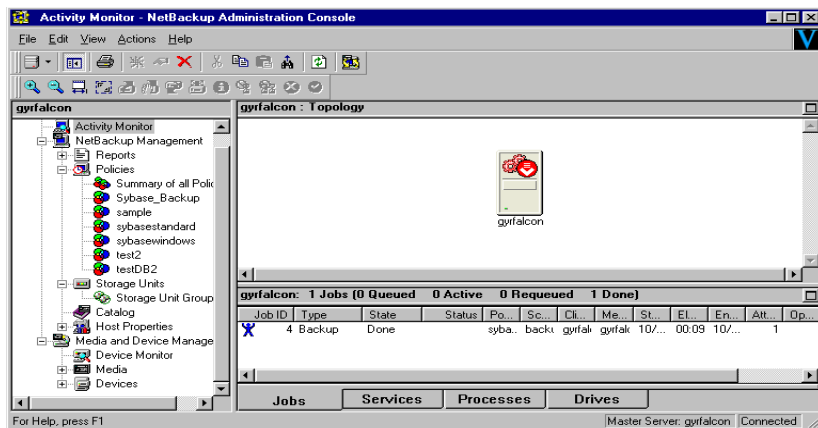 Activity Monitor - NetBackup Administration Console
File Edit View Actions Help
V
gyrfalcon
Activity Monitor
NetBackup Management
Reports
Policies
Summary of all Polic
Sybase_Backup
sample
sybasestandard
sybasewindows
test2
testDB2
Storage Units
Storage Unit Group
Catalog
Host Properties
Media and Device Manage
Device Monitor
Media
Devices
gyrfalcon : Topology
gyrfalcon
gyrfalcon: 1 Jobs (0 Queued 0 Active 0 Requeued 1 Done)
Job ID Type State Status Po... Sc... Cli... Me... St... El... En... Att... Op...
4 Backup Done syba.. backu gyrfalc gyrfalc 10/... 00:09 10/... 1
Jobs Services Processes Drives
For Help, press F1
Master Server: gyrfalcon Connected